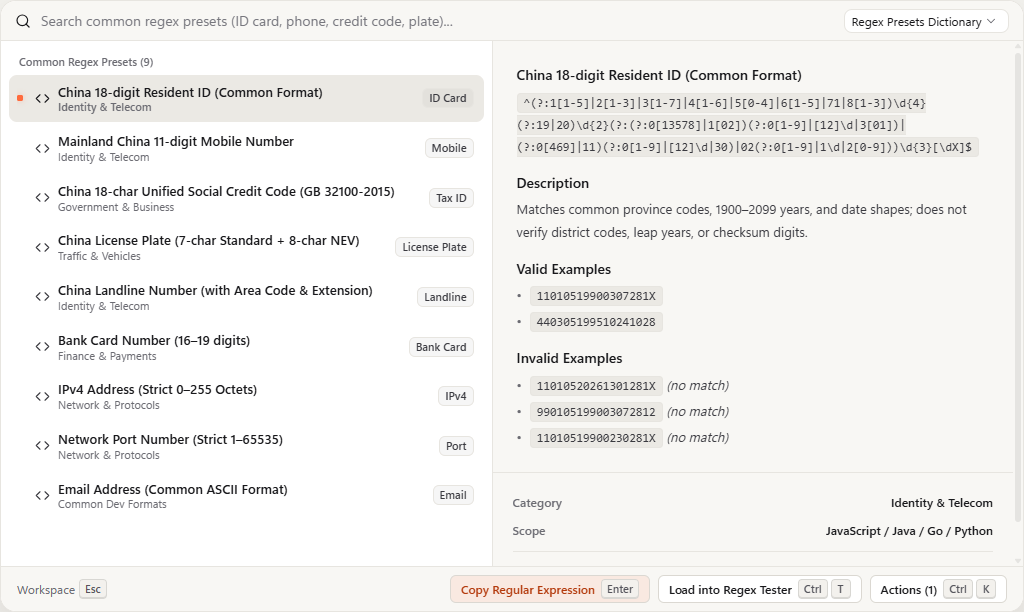 Search common regex presets (ID card, phone, credit code, plate)...
Regex Presets Dictionary
Common Regex Presets (9)
China 18-digit Resident ID (Common Format)
Identity & Telecom
ID Card
Mainland China 11-digit Mobile Number
Identity & Telecom
Mobile
China 18-char Unified Social Credit Code (GB 32100-2015)
Government & Business
Tax ID
China License Plate (7-char Standard + 8-char NEV)
Traffic & Vehicles
License Plate
China Landline Number (with Area Code & Extension)
Identity & Telecom
Landline
Bank Card Number (16–19 digits)
Finance & Payments
Bank Card
IPv4 Address (Strict 0–255 Octets)
Network & Protocols
IPv4
Network Port Number (Strict 1–65535)
Network & Protocols
Port
Email Address (Common ASCII Format)
Common Dev Formats
Email
China 18-digit Resident ID (Common Format)
^(?:1[1-5]|2[1-3]|3[1-7]|4[1-6]|5[0-4]|6[1-5]|71|8[1-3])\d{4}
(?:19|20)\d{2}(?:(?:0[13578]|1[02])(?:0[1-9]|[12]\d|3[01])|
(?:0[469]|11)(?:0[1-9]|[12]\d|30)|02(?:0[1-9]|1\d|2[0-9]))\d{3}[\dX]$
Description
Matches common province codes, 1900–2099 years, and date shapes; does not
verify district codes, leap years, or checksum digits.
Valid Examples
• 11010519900307281X
• 440305199510241028
Invalid Examples
• 11010520261301281X (no match)
• 990105199003072812 (no match)
• 11010519900230281X (no match)
Category
Identity & Telecom
Scope
JavaScript / Java / Go / Python
Workspace Esc
Copy Regular Expression Enter
Load into Regex Tester Ctrl T
Actions (1) Ctrl K